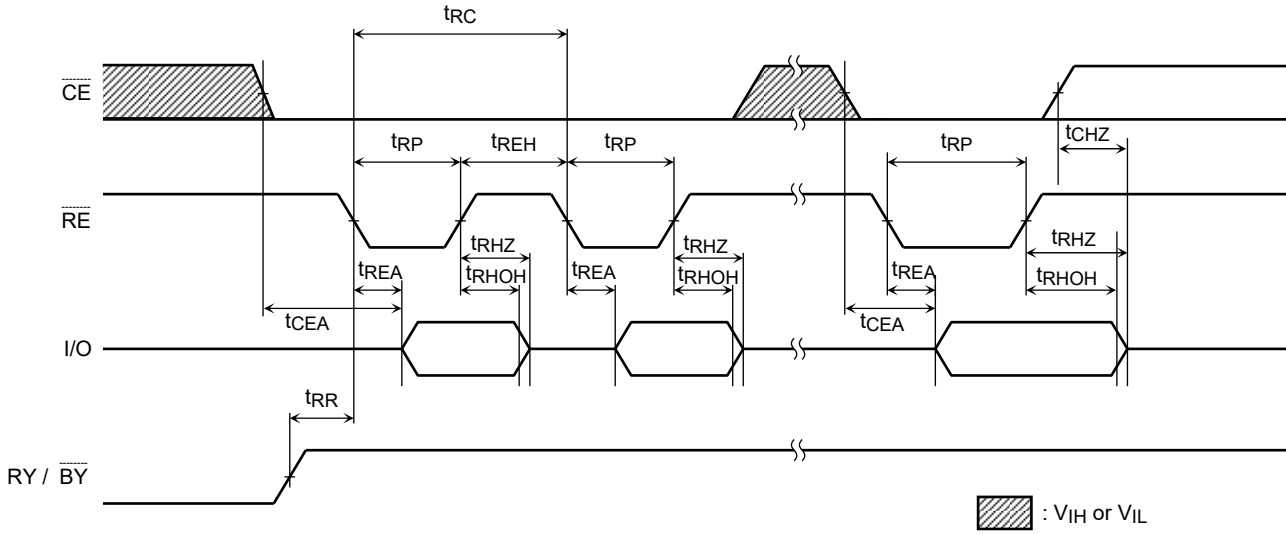 tRC
CE
tCHZ
tRP
tREH
tRP
tRP
RE
tRHZ
tRHZ
tRHZ
tREA
tREA
tREA
tRHOH
tRHOH
tRHOH
tCEA
tCEA
I/O
tRR
RY / BY
: VIH or VIL